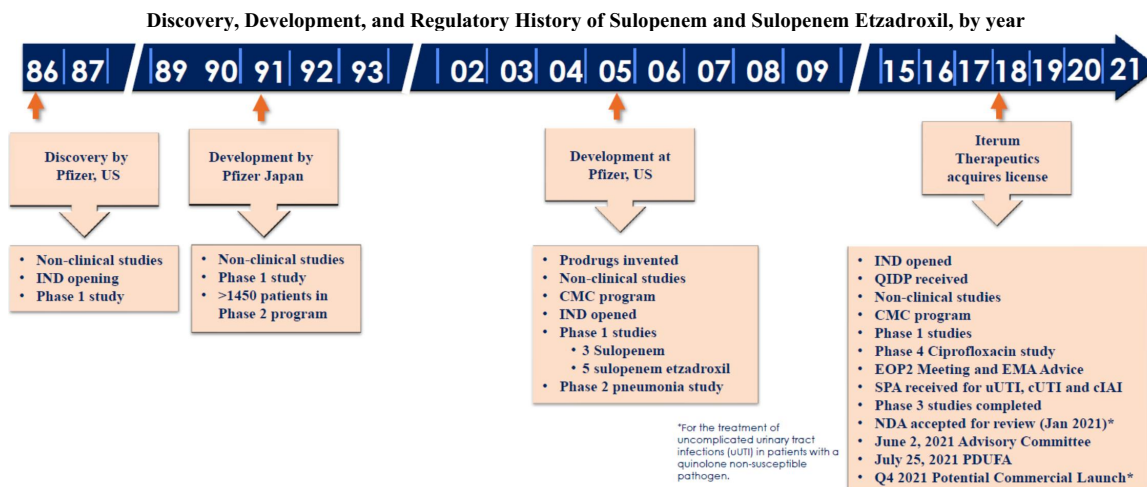 Discovery, Development, and Regulatory History of Sulopenem and Sulopenem Etzadroxil, by year
86 87 89 90 91 92 93 02 03 04 05 06 07 08 09 15 16 17 18 19 20 21
Discovery by
Pfizer, US
• Non-clinical studies
• IND opening
• Phase 1 study
Development by
Pfizer Japan
• Non-clinical studies
• Phase 1 study
• >1450 patients in
Phase 2 program
Development at
Pfizer, US
• Prodrugs invented
• Non-clinical studies
• CMC program
• IND opened
• Phase 1 studies
• 3 Sulopenem
• 5 sulopenem etzadroxil
• Phase 2 pneumonia study
Iterum
Therapeutics
acquires license
• IND opened
• QIDP received
• Non-clinical studies
• CMC program
• Phase 1 studies
• Phase 4 Ciprofloxacin study
• EOP2 Meeting and EMA Advice
• SPA received for uUTI, cUTI and cIAI
• Phase 3 studies completed
• NDA accepted for review (Jan 2021)*
• June 2, 2021 Advisory Committee
• July 25, 2021 PDUFA
• Q4 2021 Potential Commercial Launch*
*For the treatment of
uncomplicated urinary tract
infections (uUTI) in patients with a
quinolone non-susceptible
pathogen.